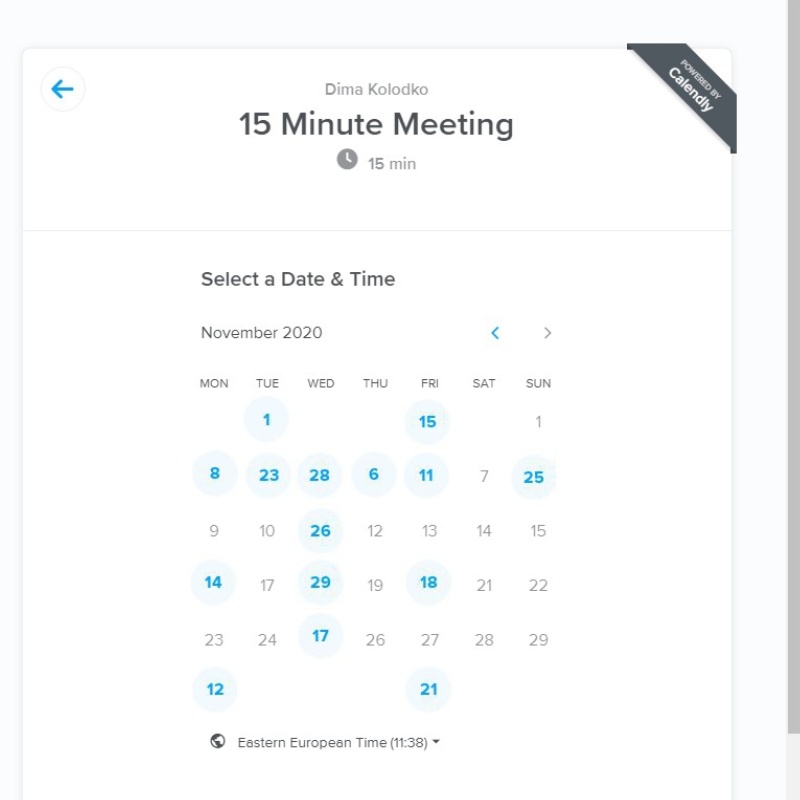 POWERED BY
Calendly
Dima Kolodko
15 Minute Meeting
15 min
Select a Date & Time
November 2020
MON TUE WED THU FRI SAT SUN
1 15 1
8 23 28 6 11 7 25
9 10 26 12 13 14 15
14 17 29 19 18 21 22
23 24 17 26 27 28 29
12 21
Eastern European Time (11:38)